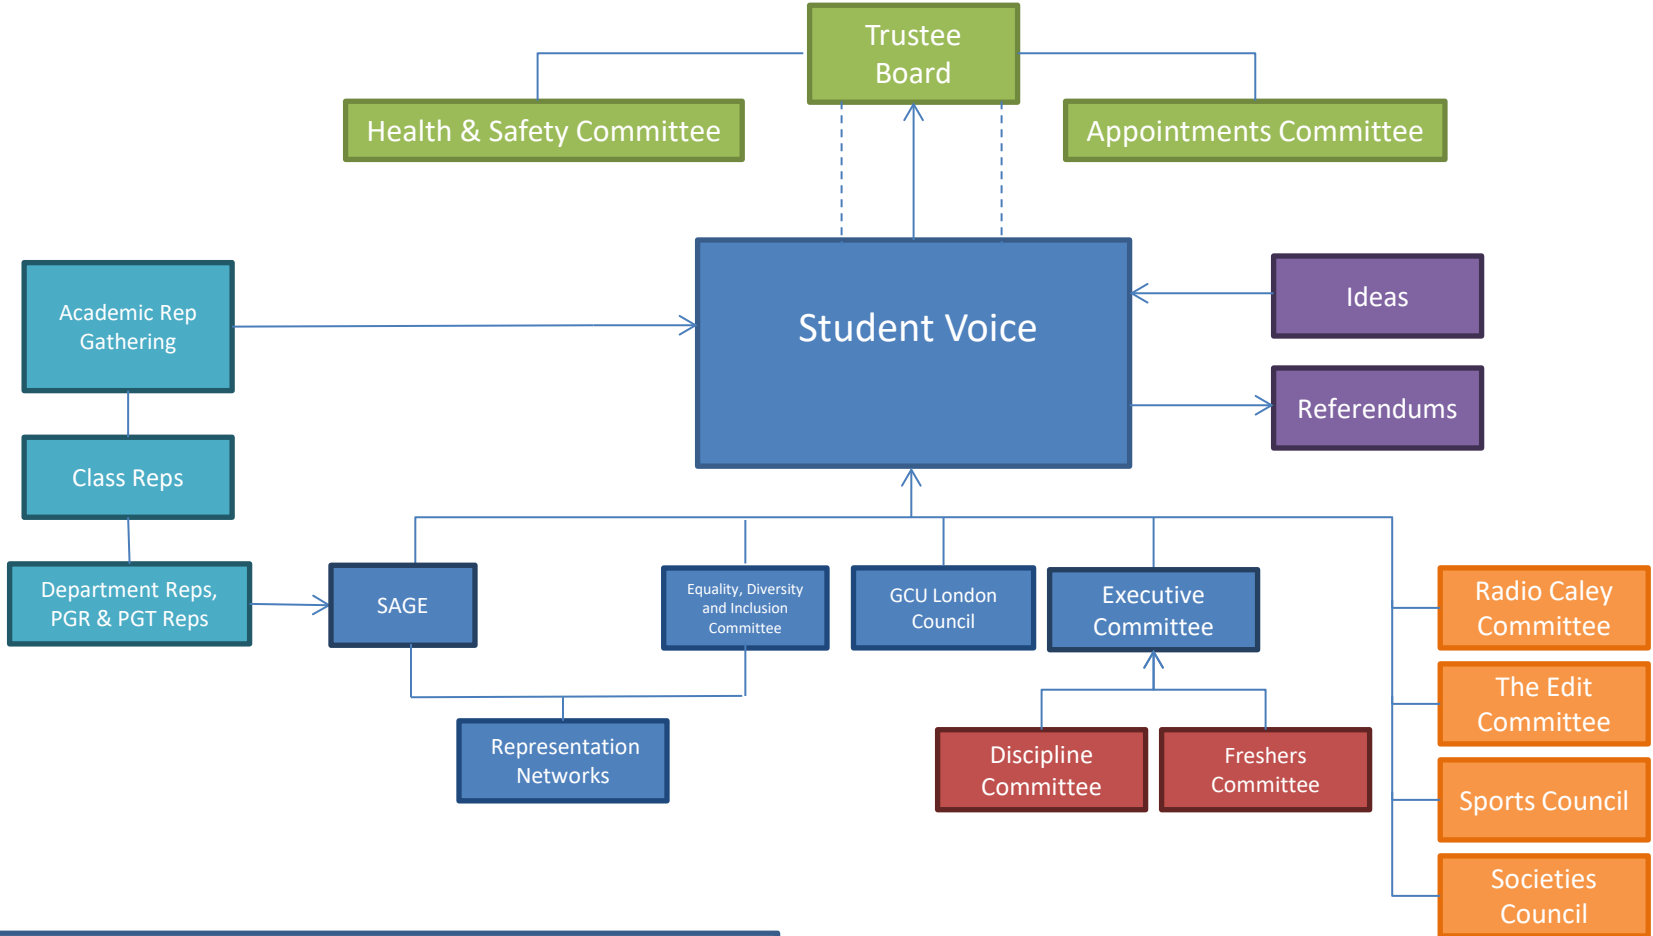 Trustee
Board
Health & Safety Committee
Appointments Committee
Academic Rep
Gathering
Student Voice
Ideas
Referendums
Class Reps
Department Reps,
PGR & PGT Reps
SAGE
Equality, Diversity
and Inclusion
Committee
GCU London
Council
Executive
Committee
Radio Caley
Committee
The Edit
Committee
Representation
Networks
Discipline
Committee
Freshers
Committee
Sports Council
Societies
Council